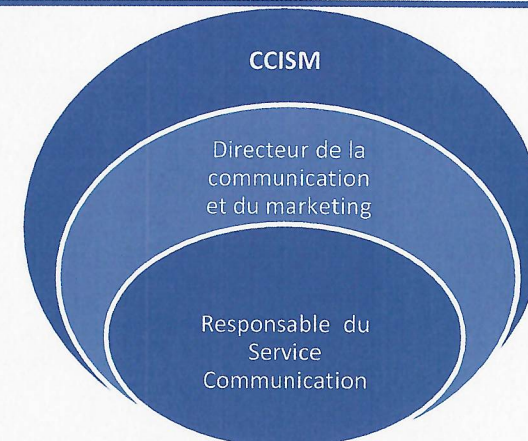 CCISM
Directeur de la
communication
et du marketing
Responsable du
Service
Communication